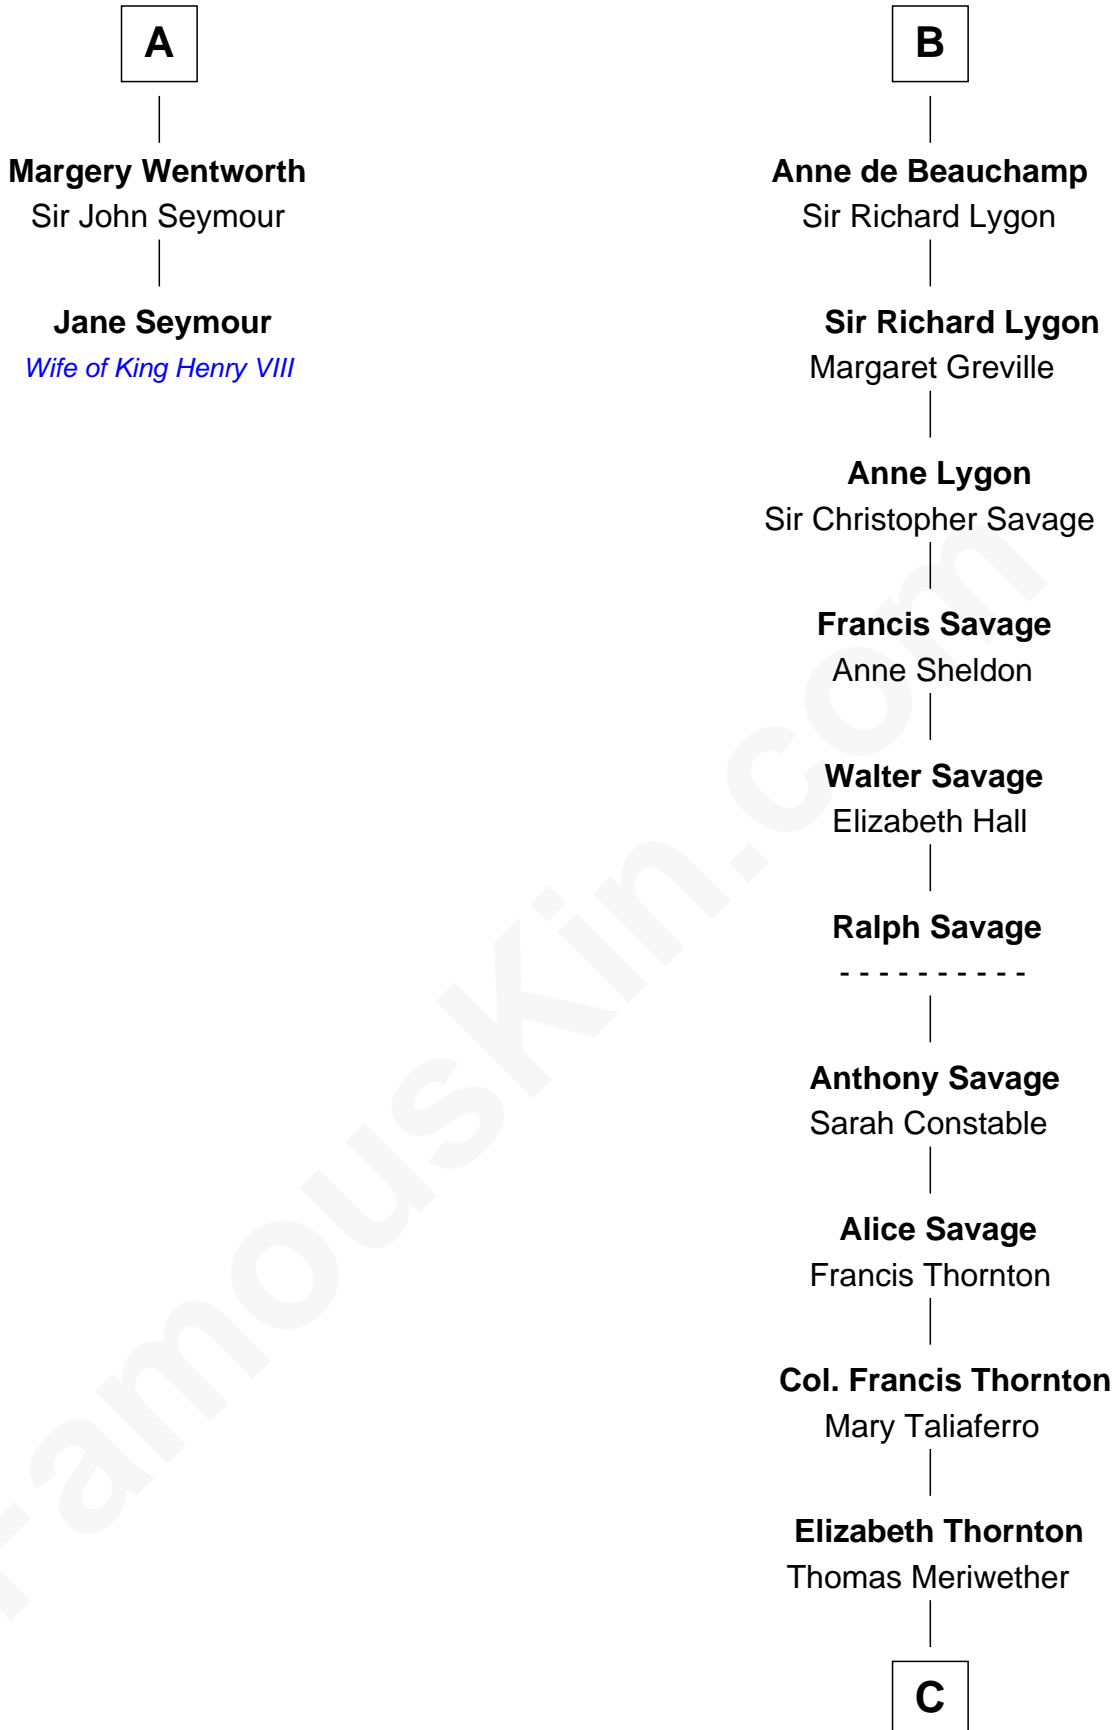 A
Margery Wentworth
Sir John Seymour
Jane Seymour
Wife of King Henry VIII
B
Anne de Beauchamp
Sir Richard Lygon
Sir Richard Lygon
Margaret Greville
Anne Lygon
Sir Christopher Savage
Francis Savage
Anne Sheldon
Walter Savage
Elizabeth Hall
Ralph Savage
- - - - - - - - - -
Anthony Savage
Sarah Constable
Alice Savage
Francis Thornton
Col. Francis Thornton
Mary Taliaferro
Elizabeth Thornton
Thomas Meriwether
C
FamousKin.com